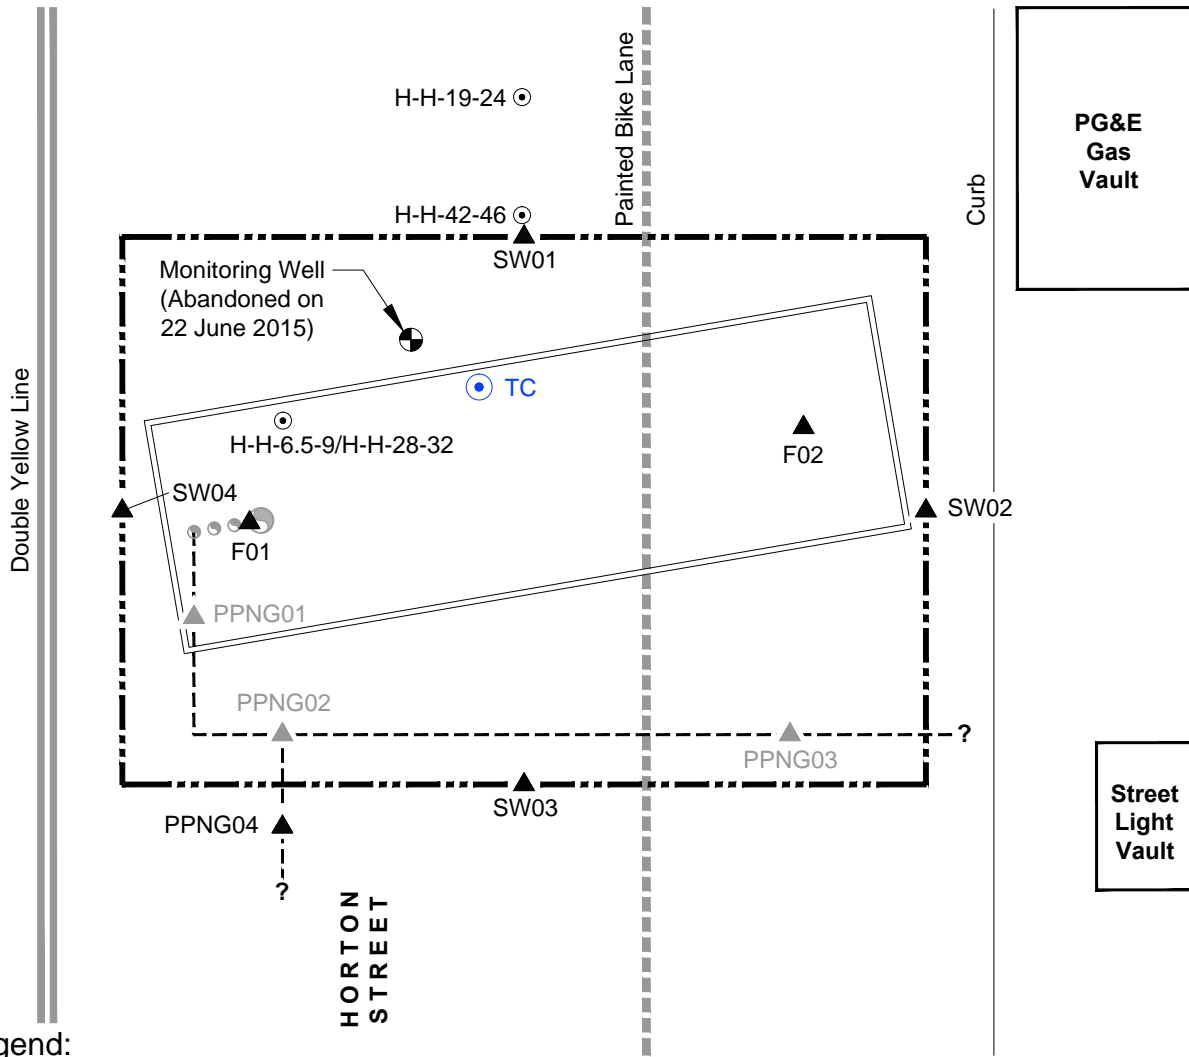 H-H-19-24
Painted Bike Lane
PG&E
Gas
Vault
Curb
H-H-42-46
SW01
Monitoring Well
(Abandoned on
22 June 2015)
TC
Double Yellow Line
H-H-6.5-9/H-H-28-32
F02
SW04
SW02
F01
PPNG01
PPNG02
?
PPNG03
Street
Light
Vault
SW03
PPNG04
?
HORTON
STREET
gend: